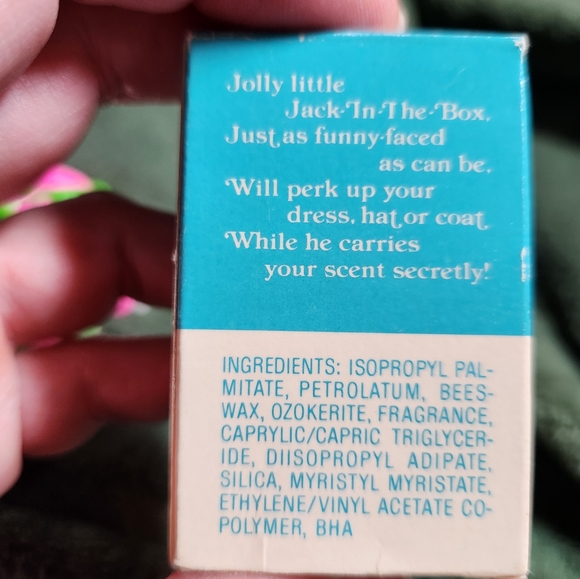 Jolly little
Jack-In-The-Box.
Just as funny-faced
as can be.
Will perk up your
dress, hat or coat
While he carries
your scent secretly!
INGREDIENTS: ISOPROPYL PAL-
MITATE, PETROLATUM, BEES-
WAX, OZOKERITE, FRAGRANCE,
CAPRYLIC/CAPRIC TRIGLYCER-
IDE, DIISOPROPYL ADIPATE,
SILICA, MYRISTYL MYRISTATE,
ETHYLENE/VINYL ACETATE CO-
POLYMER, BHA